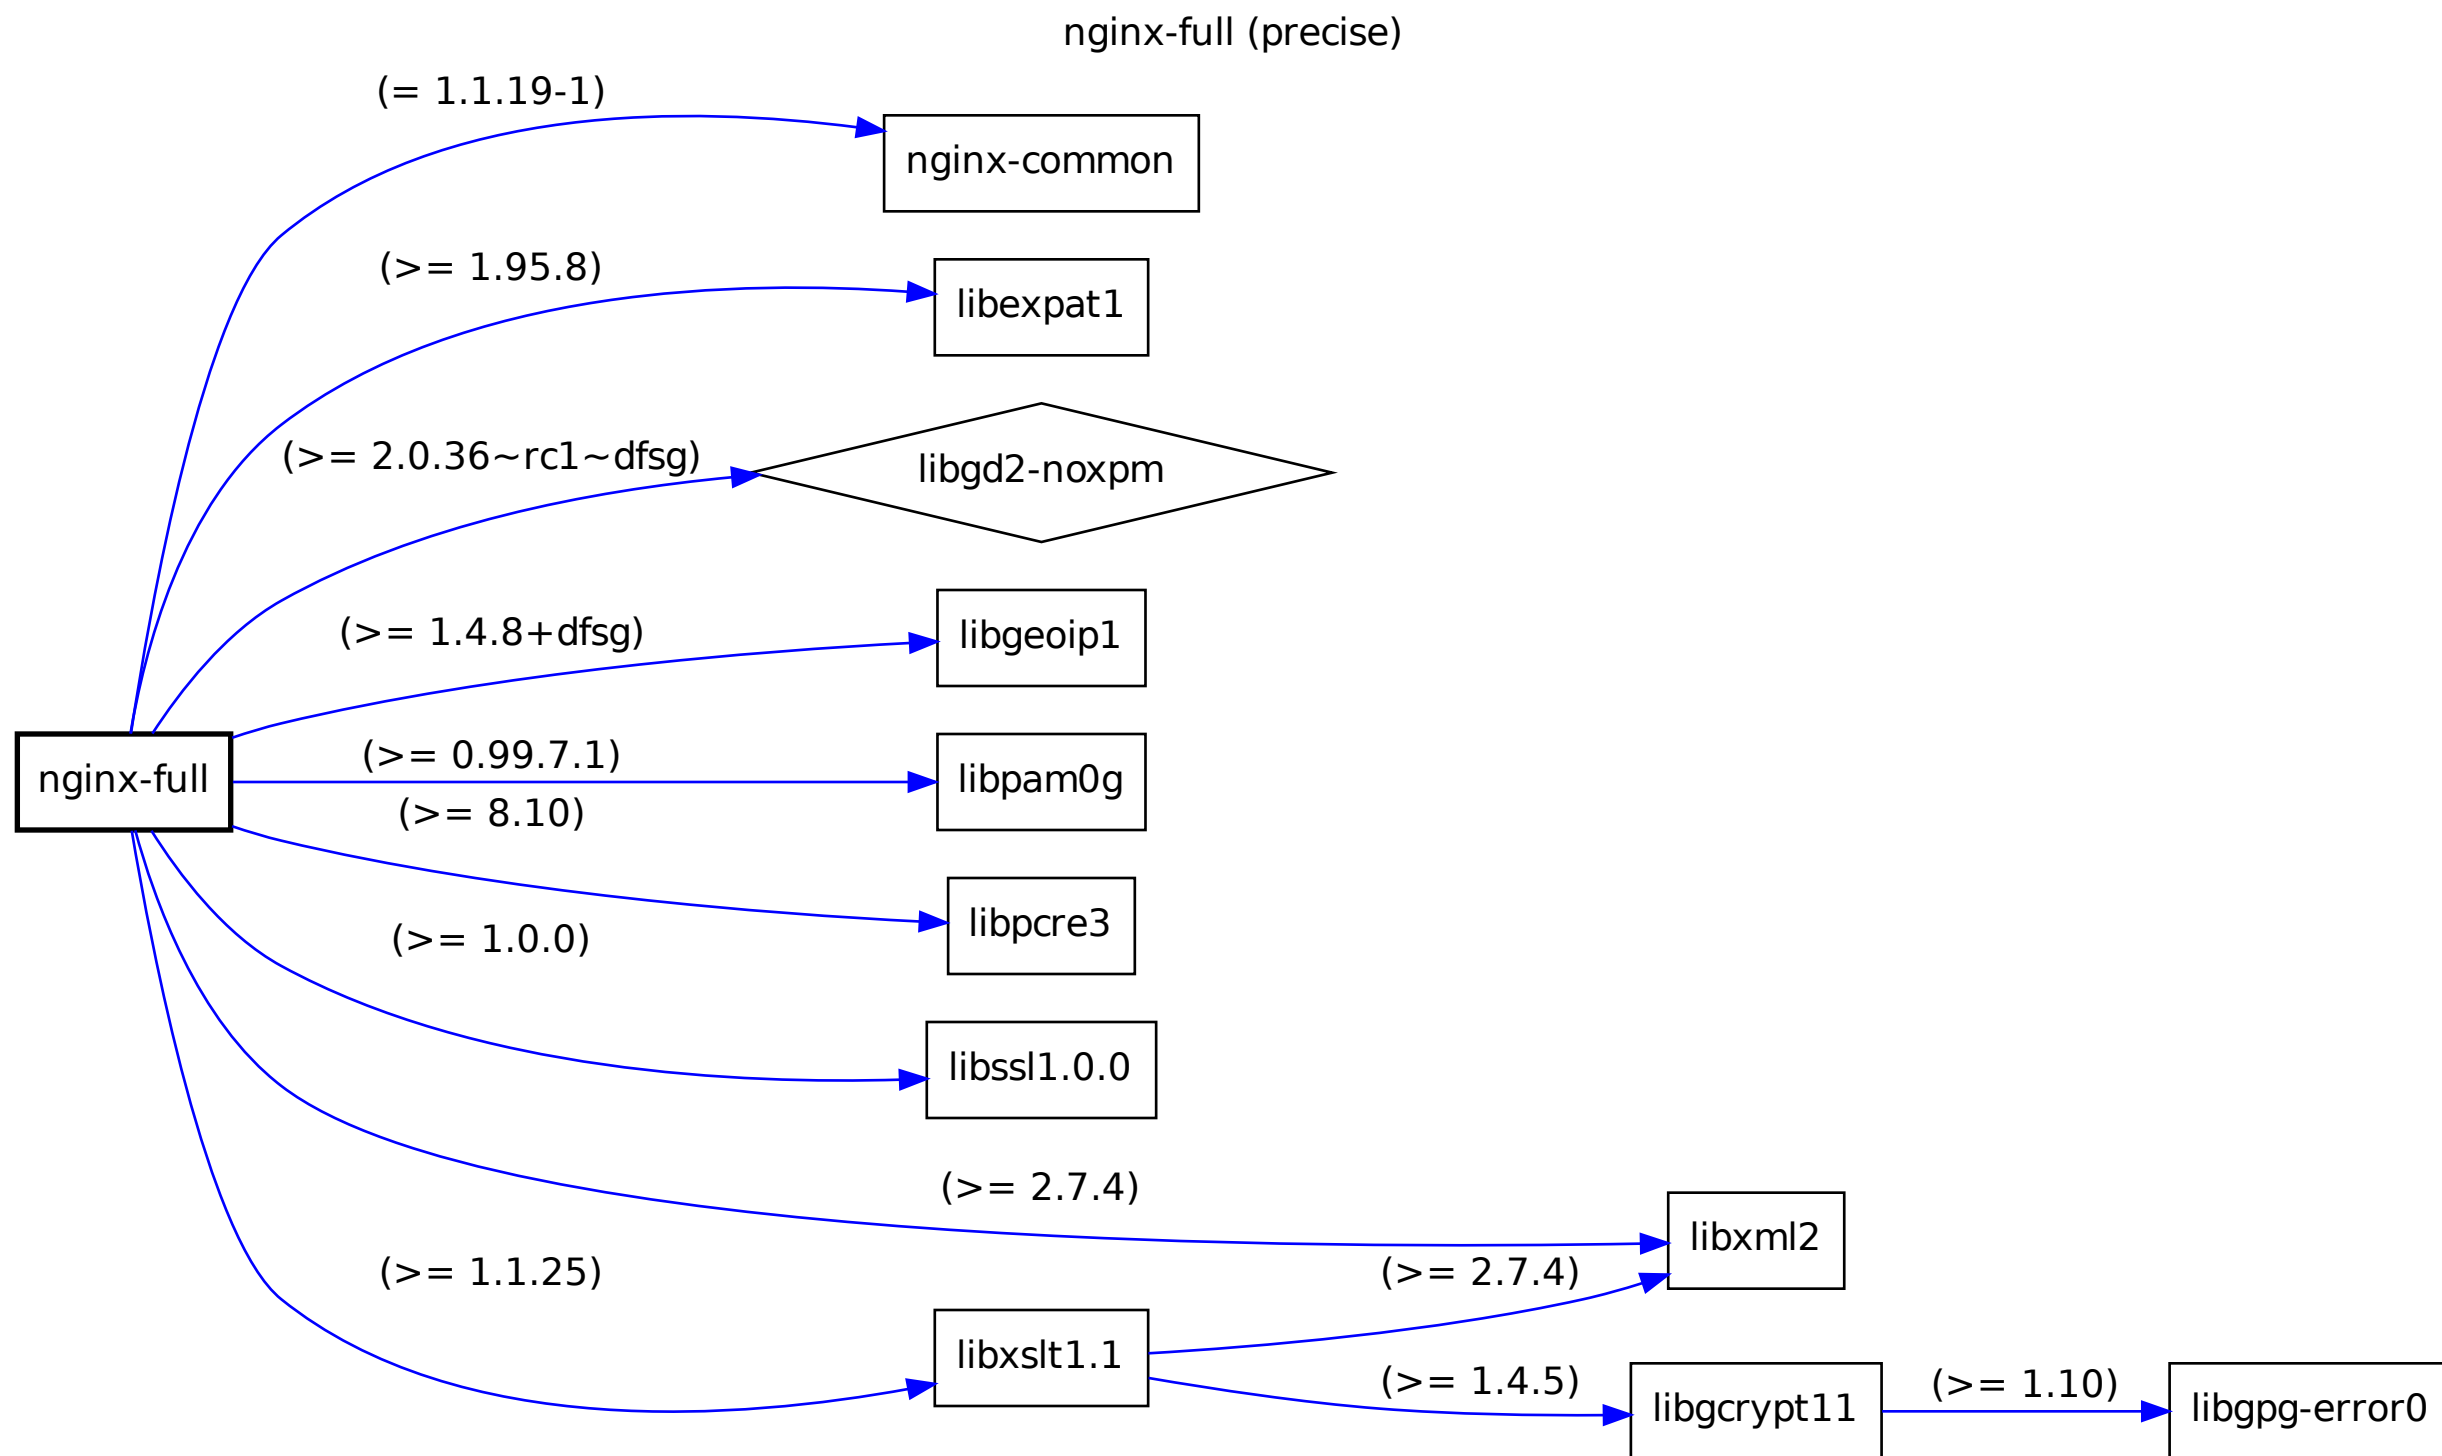 nginx-full (precise)
(= 1.1.19-1)
nginx-common
(>= 1.95.8)
libexpat1
(>= 2.0.36~rc1~dfsg)
libgd2-noxpm
(>= 1.4.8+dfsg)
libgeoip1
nginx-full
(>= 0.99.7.1)
libpam0g
(>= 8.10)
libpcre3
(>= 1.0.0)
libssl1.0.0
(>= 2.7.4)
libxml2
(>= 1.1.25)
libxslt1.1
(>= 2.7.4)
(>= 1.4.5)
libgcrypt11
(>= 1.10)
libgpg-error0